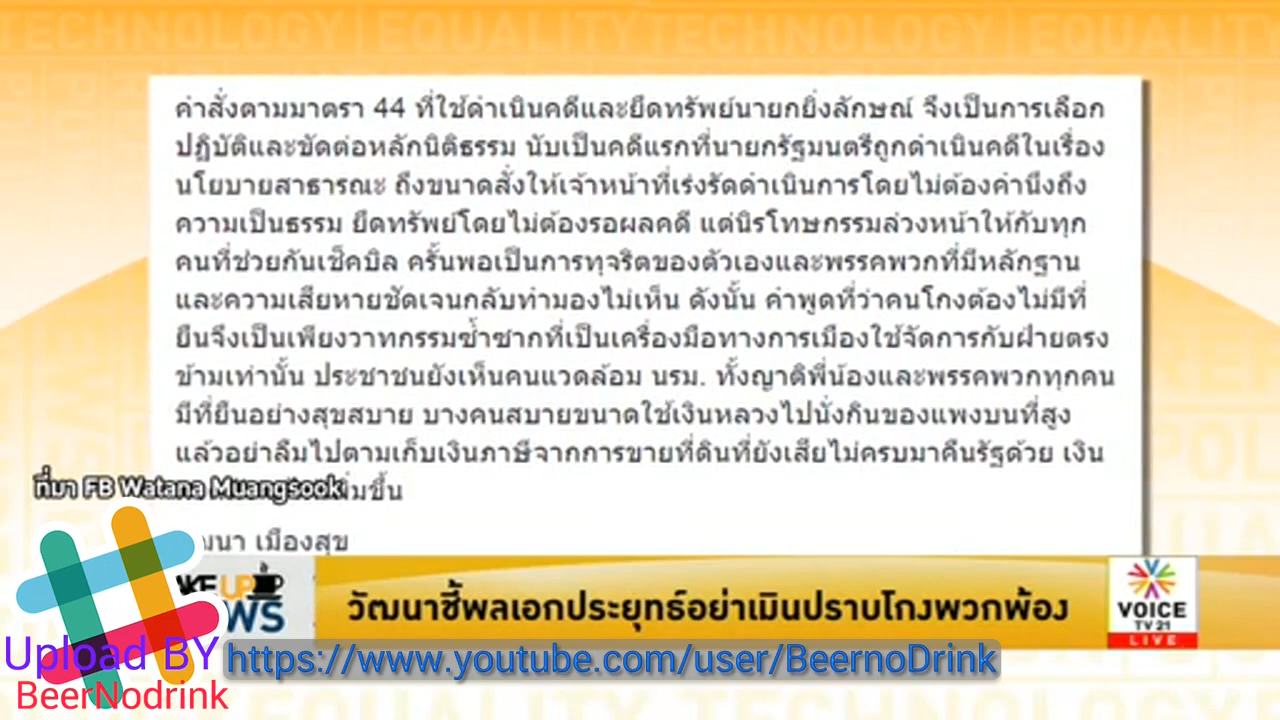 TECHNOLOGY EQUALITY TECHNOLOGY EQUALITY
คำสั่งตามมาตรา 44 ที่ใช้ดำเนินคดีและยึดทรัพย์นายกยิ่งลักษณ์ จึงเป็นการเลือก
ปฏิบัติและขัดต่อหลักนิติธรรม นับเป็นคดีแรกที่นายกรัฐมนตรีถูกดำเนินคดีในเรื่อง
นโยบายสาธารณะ ถึงขนาดสั่งให้เจ้าหน้าที่เร่งรัดดำเนินการโดยไม่ต้องคำนึงถึง
ความเป็นธรรม ยึดทรัพย์โดยไม่ต้องรอผลคดี แต่นิรโทษกรรมล่วงหน้าให้กับทุก
คนที่ช่วยกันเช็คบิล ครั้นพอเป็นการทุจริตของตัวเองและพรรคพวกที่มีหลักฐาน
และความเสียหายชัดเจนกลับทำมองไม่เห็น ดังนั้น คำพูดที่ว่าคนโกงต้องไม่มีที่
ยืนจึงเป็นเพียงวาทกรรมซ้ำซากที่เป็นเครื่องมือทางการเมืองใช้จัดการกับฝ่ายตรง
ข้ามเท่านั้น ประชาชนยังเห็นคนแวดล้อม นรม. ทั้งญาติพี่น้องและพรรคพวกทุกคน
มีที่ยืนอย่างสุขสบาย บางคนสบายขนาดใช้เงินหลวงไปนั่งกินของแพงบนที่สูง
แล้วอย่าลืมไปตามเก็บเงินภาษีจากการขายที่ดินที่ยังเสียไม่ครบมาคืนรัฐด้วย เงิน
ที่มา FB Watana Muangsook
เมืองสุข
วัฒนาชี้พลเอกประยุทธ์อย่าเมินปราบโกงพวกพ้อง
VOICE
TV 21
LIVE
Upload BY https://www.youtube.com/user/BeernoDrink
BeerNodrink